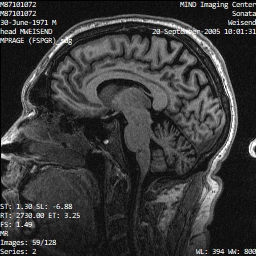 M87101072
M87101072
30-June-1971 M
head MWEISEND
MPRAGE (FSPGR) sag
MIND Imaging Center
Sonata
Weisend
20-September-2005 10:01:31
ST: 1.30 SL: -6.88
RT: 2730.00 ET: 3.25
FS: 1.49
MR
Images: 59/128
Series: 2
WL: 394 WW: 800